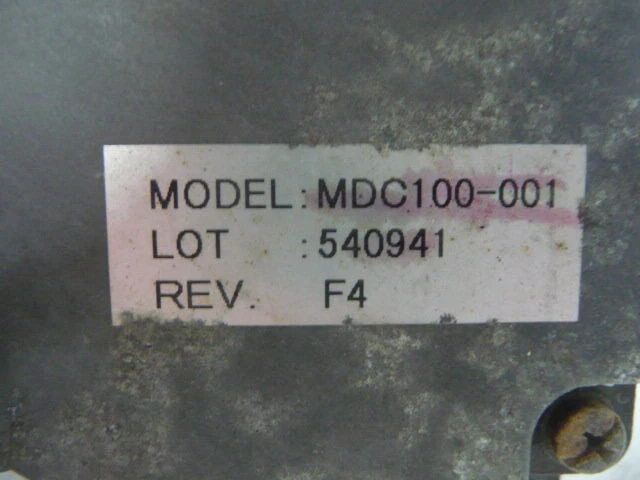 MODEL: MDC100-001
LOT : 540941
REV. F4